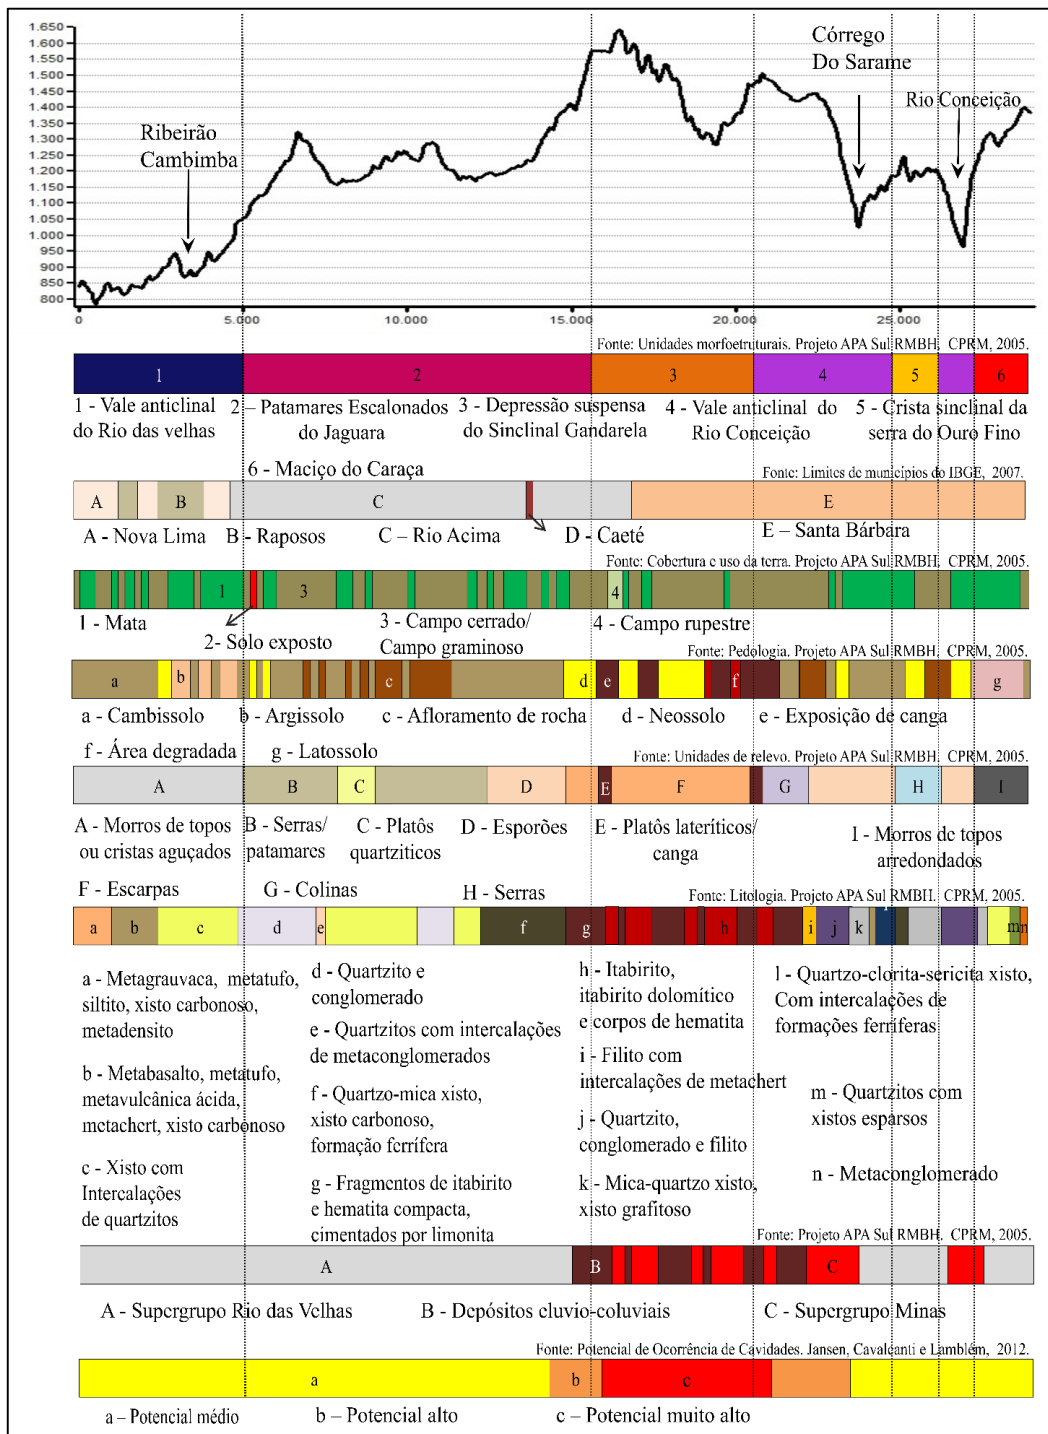 1.650
1.600
1.550
1.500
1.450
1.400
1.350
1.300
1.250
1.200
1.150
1.100
1.050
1.000
950
900
850
800
Ribeirão
Cambimba
Córrego
Do Sarame
Rio Conceição
0 5.000 10.000 15.000 20.000 25.000
Fonte: Unidades morfoetruturais. Projeto APA Sul RMBH. CPRM, 2005.
1 2 3 4 5 6
1 - Vale anticlinal
do Rio das velhas
2 – Patamares Escalonados
do Jaguara
3 - Depressão suspensa
do Sinclinal Gandarela
4 - Vale anticlinal do
Rio Conceição
5 - Crista sinclinal da
serra do Ouro Fino
6 - Maciço do Caraça
Fonte: Limites de municípios do IBGE, 2007.
A B C E
A - Nova Lima B - Raposos C – Rio Acima D - Caeté E – Santa Bárbara
Fonte: Cobertura e uso da terra. Projeto APA Sul RMBH. CPRM, 2005.
1 3 4
1 - Mata
2- Solo exposto
3 - Campo cerrado/
Campo graminoso
4 - Campo rupestre
Fonte: Pedologia. Projeto APA Sul RMBH. CPRM, 2005.
a b c d e f g
a - Cambissolo b - Argissolo c - Afloramento de rocha d - Neossolo e - Exposição de canga
f - Área degradada g - Latossolo
Fonte: Unidades de relevo. Projeto APA Sul RMBH. CPRM, 2005.
A B C D E F G H I
A - Morros de topos
ou cristas aguçados
B - Serras/
patamares
C - Platôs
quartzíticos
D - Esporões
E - Platôs lateríticos/
canga
I - Morros de topos
arredondados
F - Escarpas G - Colinas H - Serras
Fonte: Litologia. Projeto APA Sul RMBH. CPRM, 2005.
a b c d e f g h i j k m n
a - Metagrauvaca, metatufo,
siltito, xisto carbonoso,
metadensito
b - Metabasalto, metatufo,
metavulcânica ácida,
metachert, xisto carbonoso
c - Xisto com
Intercalações
de quartzitos
d - Quartzito e
conglomerado
e - Quartzitos com intercalações
de metaconglomerados
f - Quartzo-mica xisto,
xisto carbonoso,
formação ferrífera
g - Fragmentos de itabirito
e hematita compacta,
cimentados por limonita
h - Itabirito,
itabirito dolomítico
e corpos de hematita
i - Filito com
intercalações de metachert
j - Quartzito,
conglomerado e filito
k - Mica-quartzo xisto,
xisto grafitoso
l - Quartzo-clorita-sericita xisto,
Com intercalações de
formações ferríferas
m - Quartzitos com
xistos esparsos
n - Metaconglomerado
Fonte: Projeto APA Sul RMBH. CPRM, 2005.
A B C
A - Supergrupo Rio das Velhas B - Depósitos eluvio-coluviais C - Supergrupo Minas
Fonte: Potencial de Ocorrência de Cavidades. Jansen, Cavalcanti e Lamblém, 2012.
a b c
a – Potencial médio b – Potencial alto c – Potencial muito alto